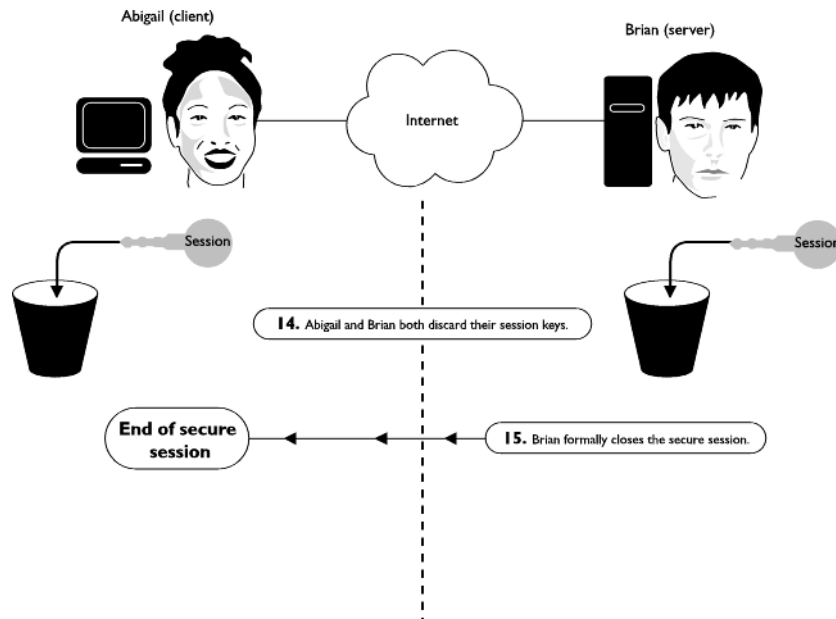 Abigail (client)
Brian (server)
Internet
Session
Session
14. Abigail and Brian both discard their session keys.
End of secure
session
15. Brian formally closes the secure session.